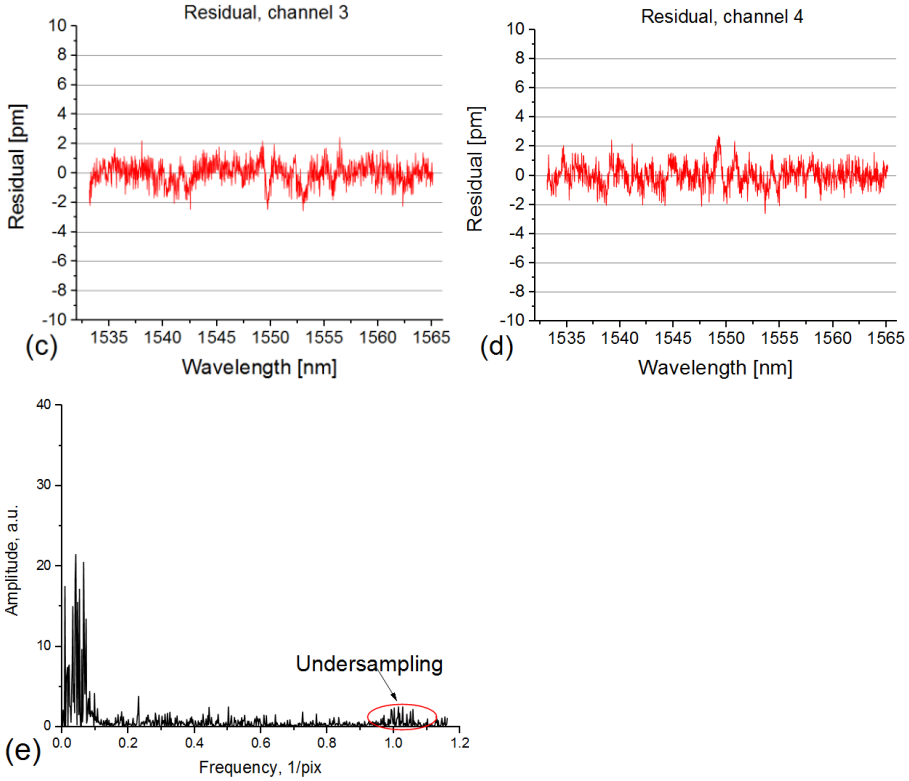 Residual, channel 3
10
8
6
4
2
0
-2
-4
-6
-8
-10
Residual [pm]
1535 1540 1545 1550 1555 1560 1565
Wavelength [nm]
(c)
Residual, channel 4
10
8
6
4
2
0
-2
-4
-6
-8
-10
Residual [pm]
1535 1540 1545 1550 1555 1560 1565
Wavelength [nm]
(d)
40
30
20
10
0
Amplitude, a.u.
Undersampling
0.0 0.2 0.4 0.6 0.8 1.0 1.2
Frequency, 1/pix
(e)